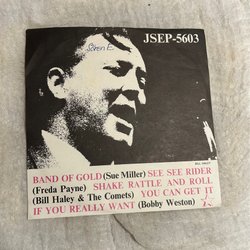 JSEP-5603
BAND OF GOLD (Sue Miller) SEE SEE RIDER
(Freda Payne) SHAKE RATTLE AND ROLL
(Bill Haley & The Comets) YOU CAN GET IT
IF YOU REALLY WANT (Bobby Weston)